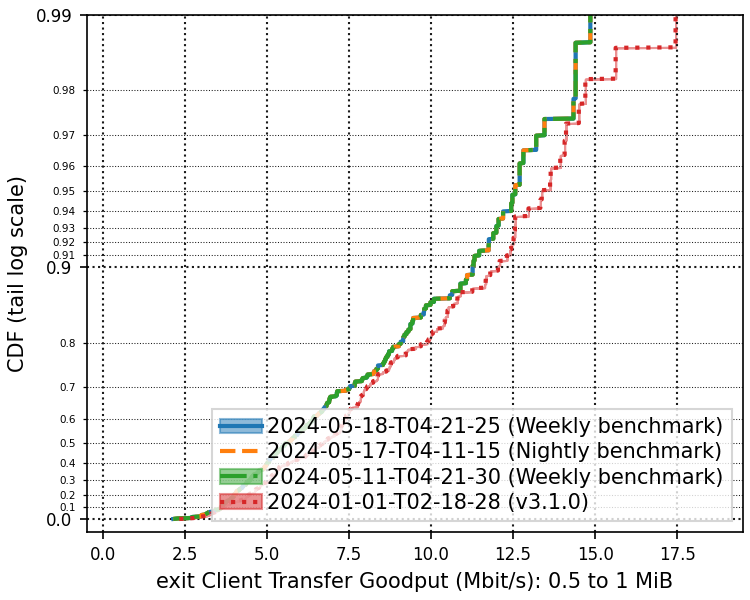 0.99
0.98
0.97
0.96
0.95
0.94
0.93
0.92
0.91
0.9
0.8
0.7
0.6
0.5
0.4
0.3
0.2
0.1
0.0
CDF (tail log scale)
2024-05-18-T04-21-25 (Weekly benchmark)
2024-05-17-T04-11-15 (Nightly benchmark)
2024-05-11-T04-21-30 (Weekly benchmark)
2024-01-01-T02-18-28 (v3.1.0)
0.0 2.5 5.0 7.5 10.0 12.5 15.0 17.5
exit Client Transfer Goodput (Mbit/s): 0.5 to 1 MiB